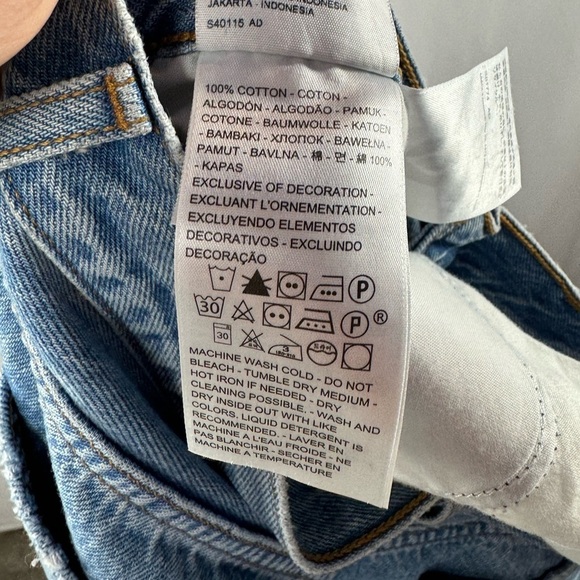 JAKARTA - INDONESIA
S40115 AD
100% COTTON - COTON -
ALGODÓN - ALGODÃO - PAMUK -
COTONE - BAUMWOLLE - KATOEN
- BAMBAKI - ХЛОПОК - BAWEŁNA -
PAMUT - BAVLNA - 棉 - 면 - 綿 100%
- KAPAS
EXCLUSIVE OF DECORATION -
EXCLUANT L'ORNEMENTATION -
EXCLUYENDO ELEMENTOS
DECORATIVOS - EXCLUINDO
DECORAÇÃO
P
30 P ®
30
MACHINE WASH COLD - DO NOT
BLEACH - TUMBLE DRY MEDIUM -
HOT IRON IF NEEDED - DRY
CLEANING POSSIBLE. - WASH AND
DRY INSIDE OUT WITH LIKE
COLORS. LIQUID DETERGENT IS
RECOMMENDED. - LAVER EN
MACHINE A L'EAU FROIDE - NE
PAS BLANCHIR - SECHER EN
MACHINE A TEMPERATURE